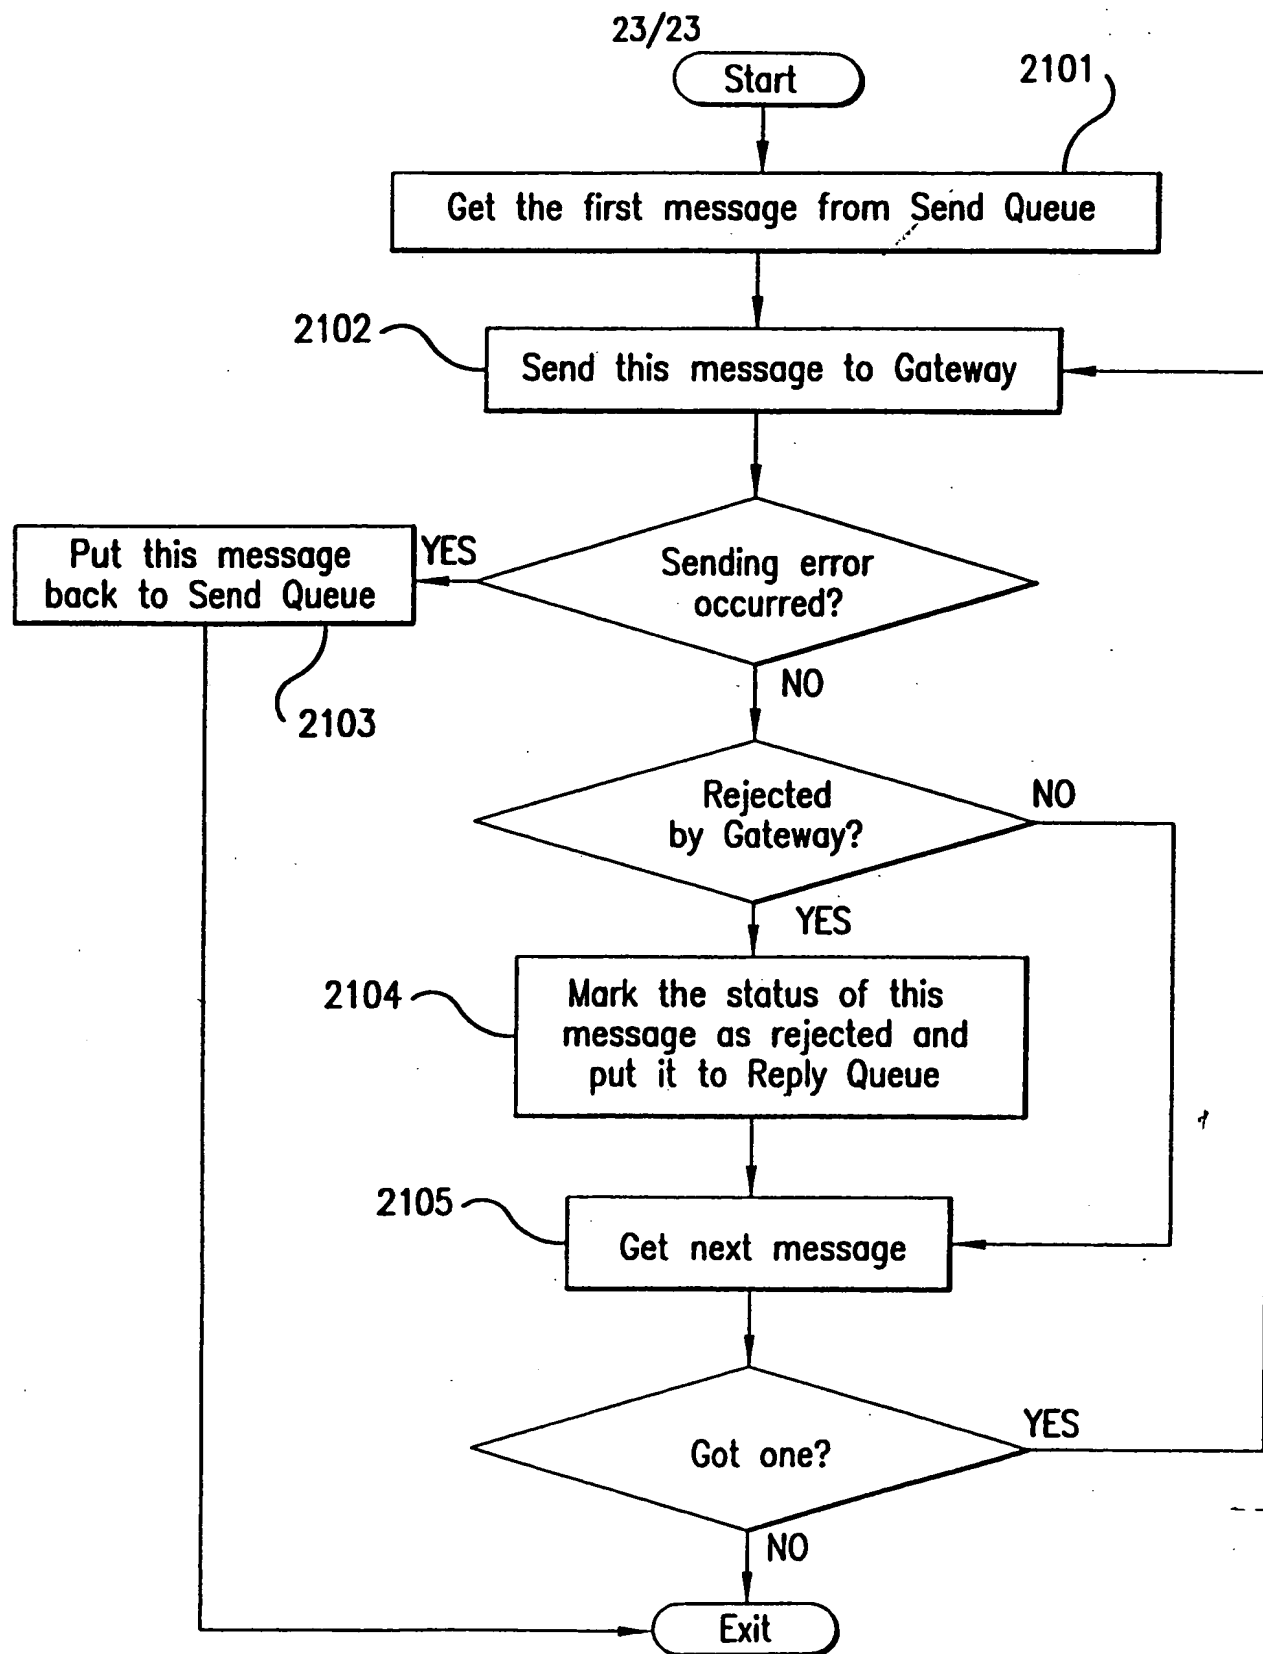 23/23
Start
2101
Get the first message from Send Queue
2102
Send this message to Gateway
Put this message
back to Send Queue
YES
Sending error
occurred?
2103
NO
Rejected
by Gateway?
NO
YES
2104
Mark the status of this
message as rejected and
put it to Reply Queue
2105
Get next message
Got one?
YES
NO
Exit